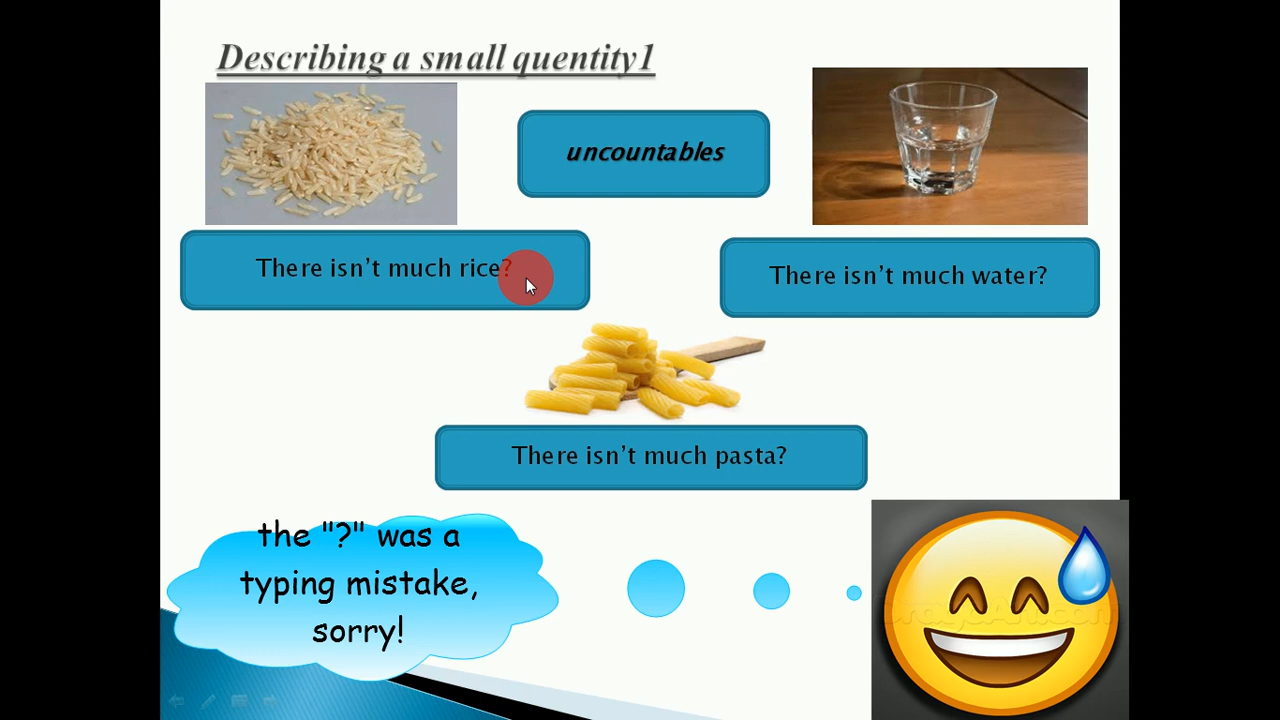 Describing a small quentity1
uncountables
There isn't much rice?
There isn't much water?
There isn't much pasta?
the "?" was a
typing mistake,
sorry!